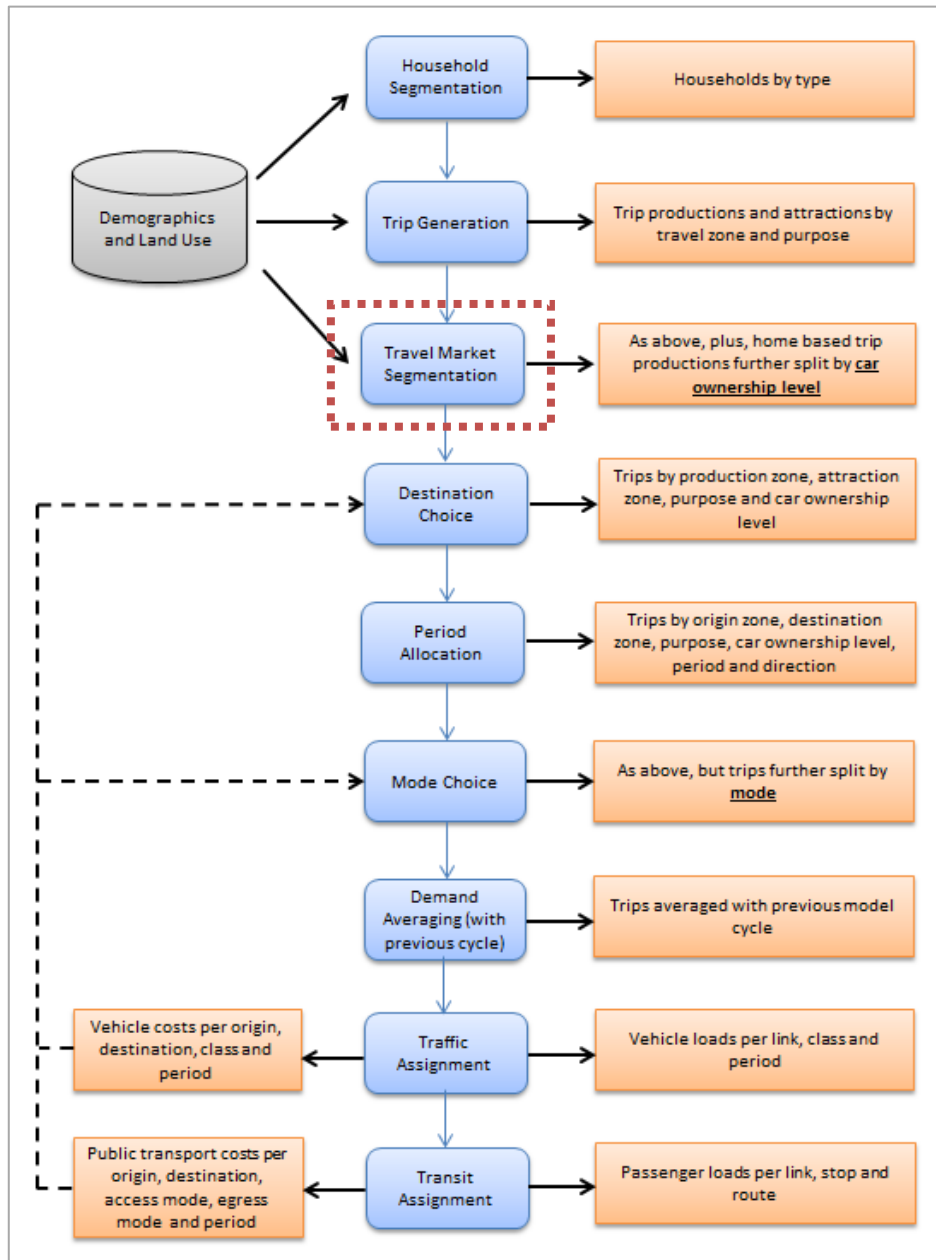 Household
Segmentation
Households by type
Demographics
and Land Use
Trip Generation
Trip productions and attractions by
travel zone and purpose
Travel Market
Segmentation
As above, plus, home based trip
productions further split by car
ownership level
Destination
Choice
Trips by production zone, attraction
zone, purpose and car ownership
level
Period
Allocation
Trips by origin zone, destination
zone, purpose, car ownership level,
period and direction
Mode Choice
As above, but trips further split by
mode
Demand
Averaging (with
previous cycle)
Trips averaged with previous model
cycle
Vehicle costs per origin,
destination, class and
period
Traffic
Assignment
Vehicle loads per link, class and
period
Public transport costs per
origin, destination,
access mode, egress
mode and period
Transit
Assignment
Passenger loads per link, stop and
route